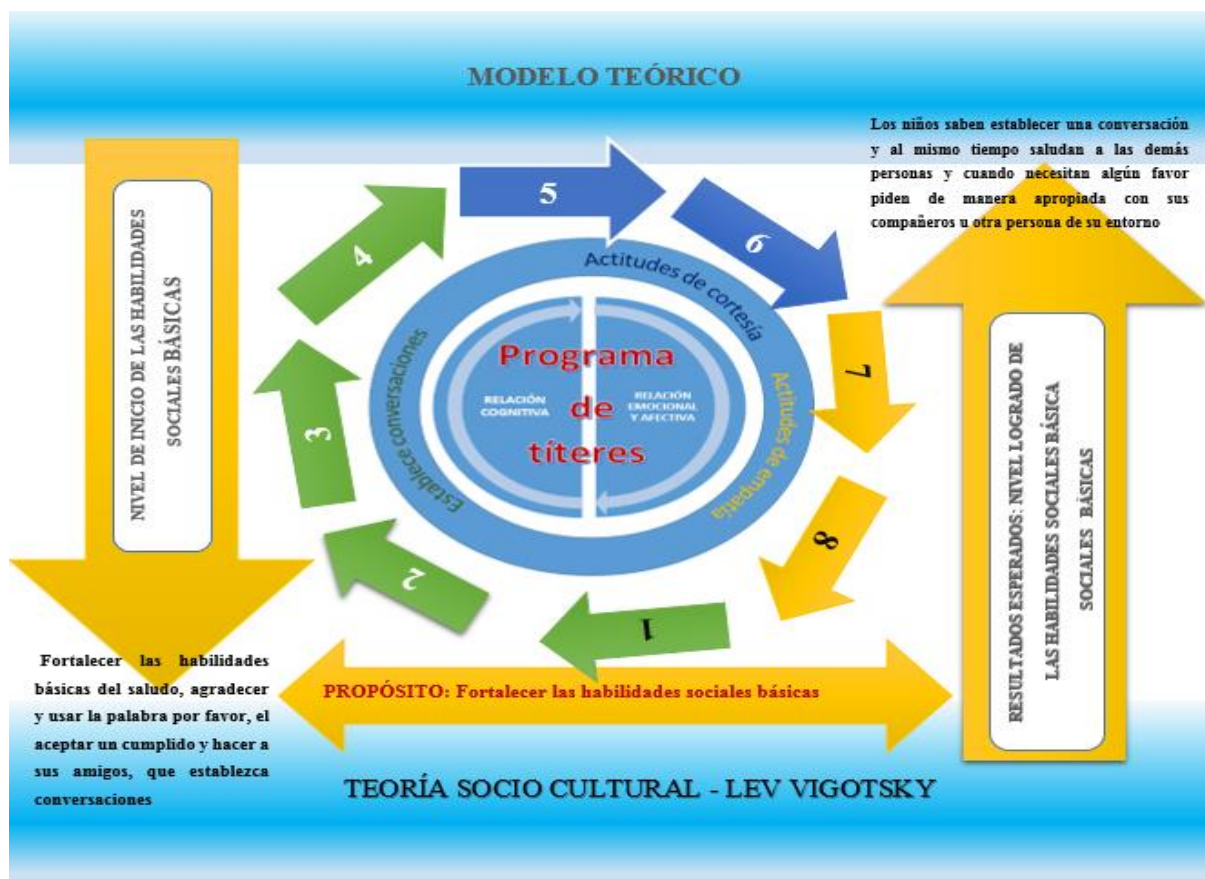 MODELO TEÓRICO
Los niños saben establecer una conversación
y al mismo tiempo saludan a las demás
personas y cuando necesitan algún favor
piden de manera apropiada con sus
compañeros u otra persona de su entorno
NIVEL DE INICIO DE LAS HABILIDADES
SOCIALES BÁSICAS
1
2
3
4
5
6
7
8
Establece conversaciones
Actitudes de cortesía
Actitudes de empatía
Programa
de
títeres
RELACIÓN
COGNITIVA
RELACIÓN
EMOCIONAL
Y AFECTIVA
RESULTADOS ESPERADOS: NIVEL LOGRADO DE
LAS HABILIDADES SOCIALES BÁSICA
SOCIALES BÁSICAS
Fortalecer las habilidades
básicas del saludo, agradecer
y usar la palabra por favor, el
aceptar un cumplido y hacer a
sus amigos, que establezca
conversaciones
PROPÓSITO: Fortalecer las habilidades sociales básicas
TEORÍA SOCIO CULTURAL - LEV VIGOTSKY